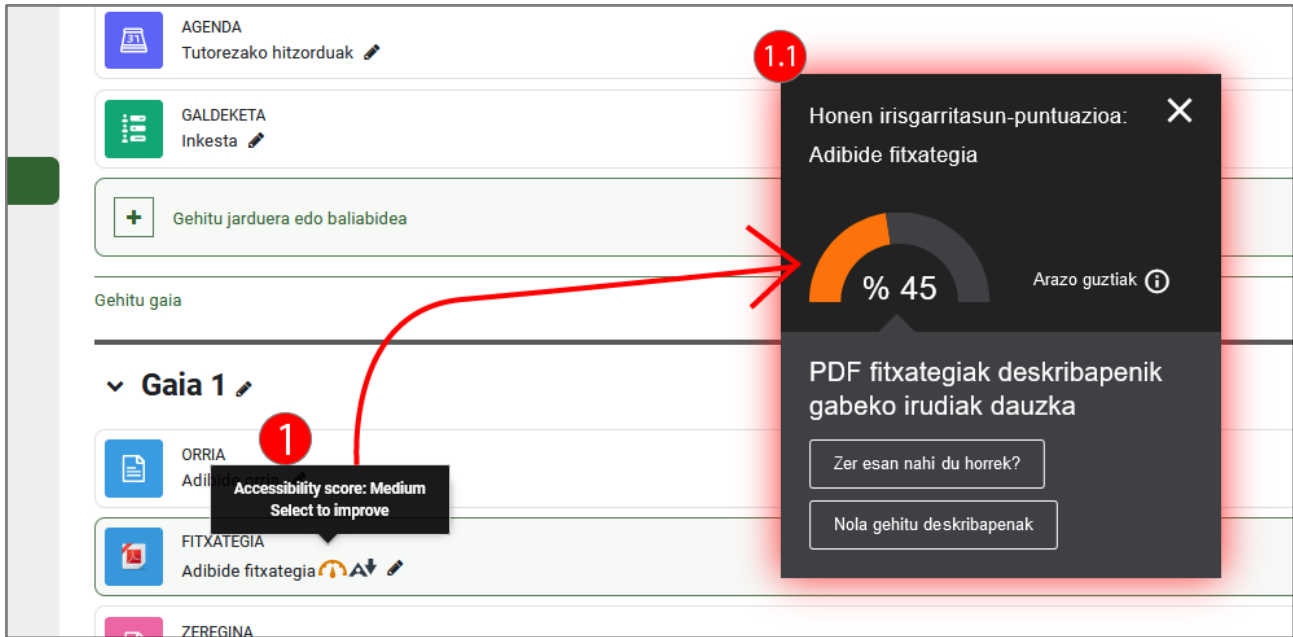 AGENDA
Tutorezako hitzorduak
GALDEKETA
Inkesta
Gehitu jarduera edo baliabidea
Gehitu gaia
Gaia 1
1
ORRIA
Accessibility score: Medium
Select to improve
FITXATEGIA
Adibide fitxategia
ZEREGINA
1.1
Honen irisgarritasun-puntuazioa:
Adibide fitxategia
% 45
Arazo guztiak
PDF fitxategiak deskribapenik
gabeko irudiak dauzka
Zer esan nahi du horrek?
Nola gehitu deskribapenak